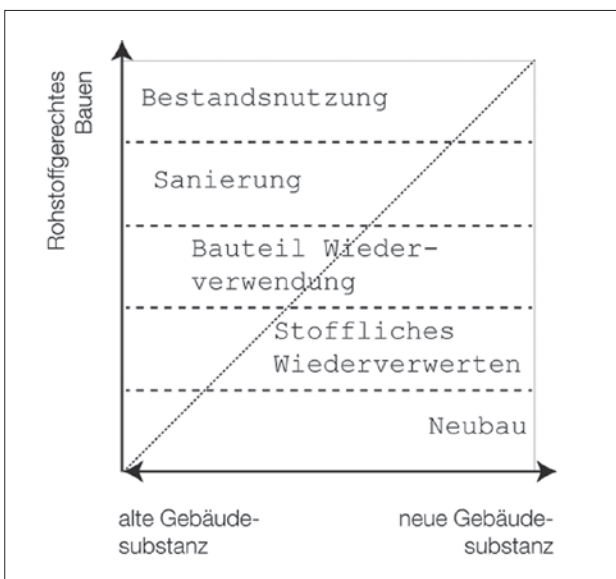 Rohstoffgerechtes
Bauen
Bestandsnutzung
Sanierung
Bauteil Wieder-
verwendung
Stoffliches
Wiederverwerten
Neubau
alte Gebäude-
substanz
neue Gebäude-
substanz